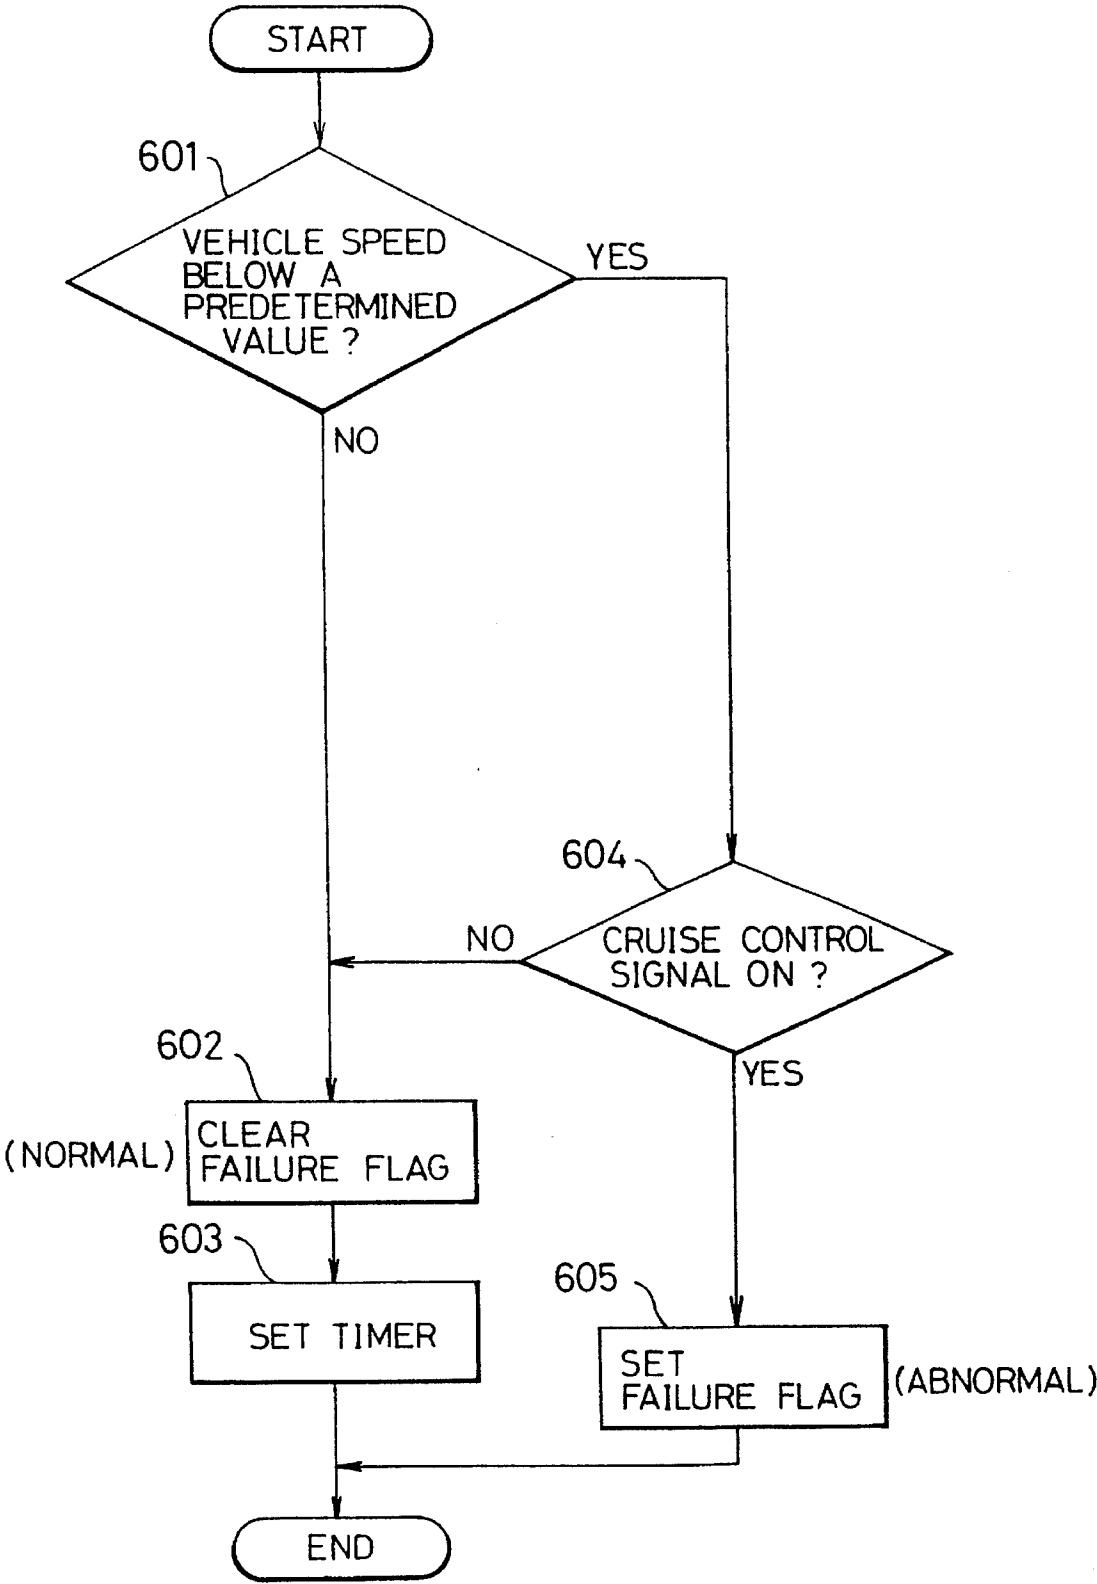 START
601
VEHICLE SPEED
BELOW A
PREDETERMINED
VALUE ?
YES
NO
604
CRUISE CONTROL
SIGNAL ON ?
NO
YES
602
(NORMAL)
CLEAR
FAILURE FLAG
603
SET TIMER
605
SET
FAILURE FLAG
(ABNORMAL)
END